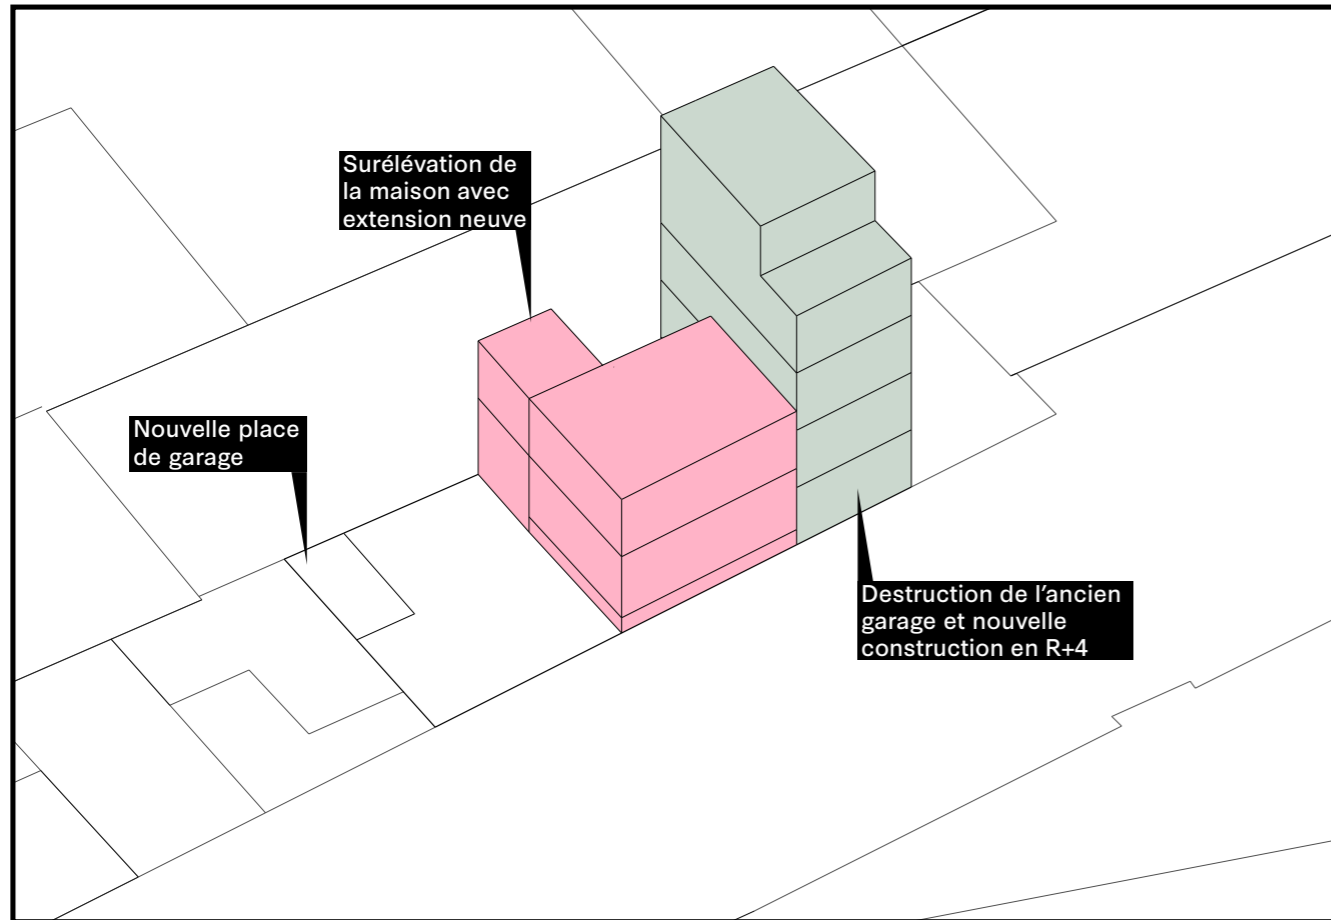 Surélévation de
la maison avec
extension neuve
Nouvelle place
de garage
Destruction de l’ancien
garage et nouvelle
construction en R+4